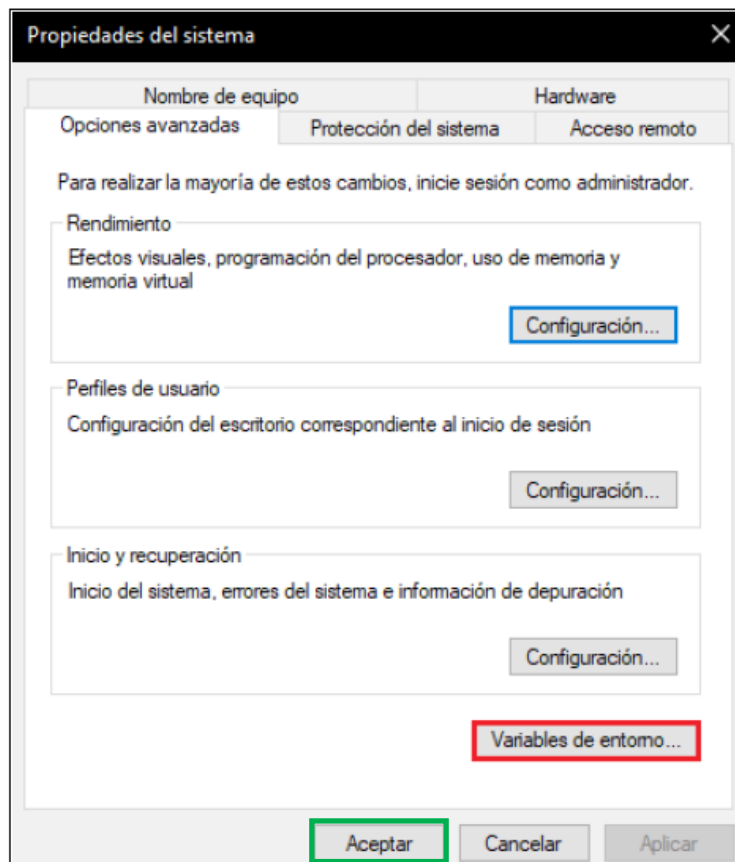 Propiedades del sistema
Nombre de equipo Hardware
Opciones avanzadas Protección del sistema Acceso remoto
Para realizar la mayoría de estos cambios, inicie sesión como administrador.
Rendimiento
Efectos visuales, programación del procesador, uso de memoria y
memoria virtual
Configuración...
Perfiles de usuario
Configuración del escritorio correspondiente al inicio de sesión
Configuración...
Inicio y recuperación
Inicio del sistema, errores del sistema e información de depuración
Configuración...
Variables de entorno...
Aceptar Cancelar Aplicar